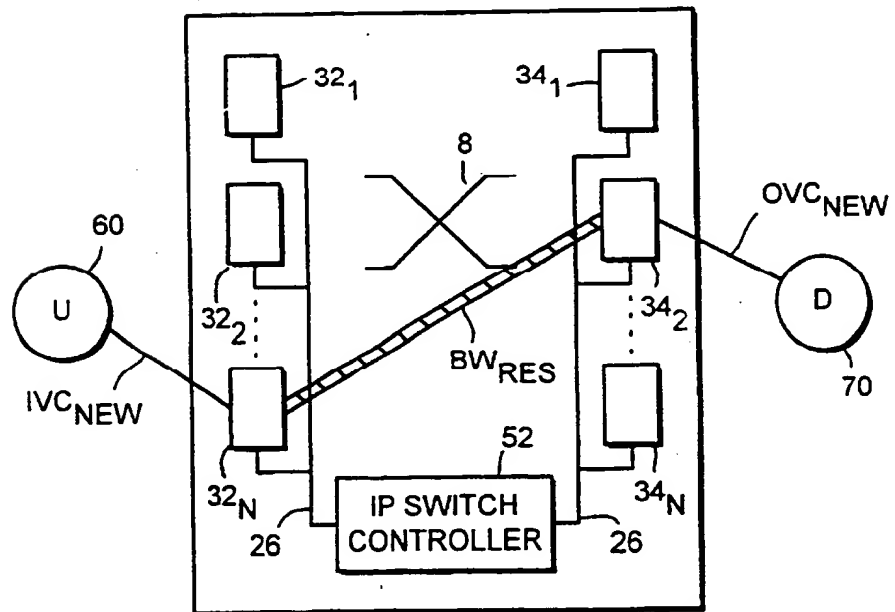 32₁
34₁
8
OVC_NEW
60
U
32₂
34₂
D
70
BW_RES
IVC_NEW
32_N
52
34_N
IP SWITCH
CONTROLLER
26
26